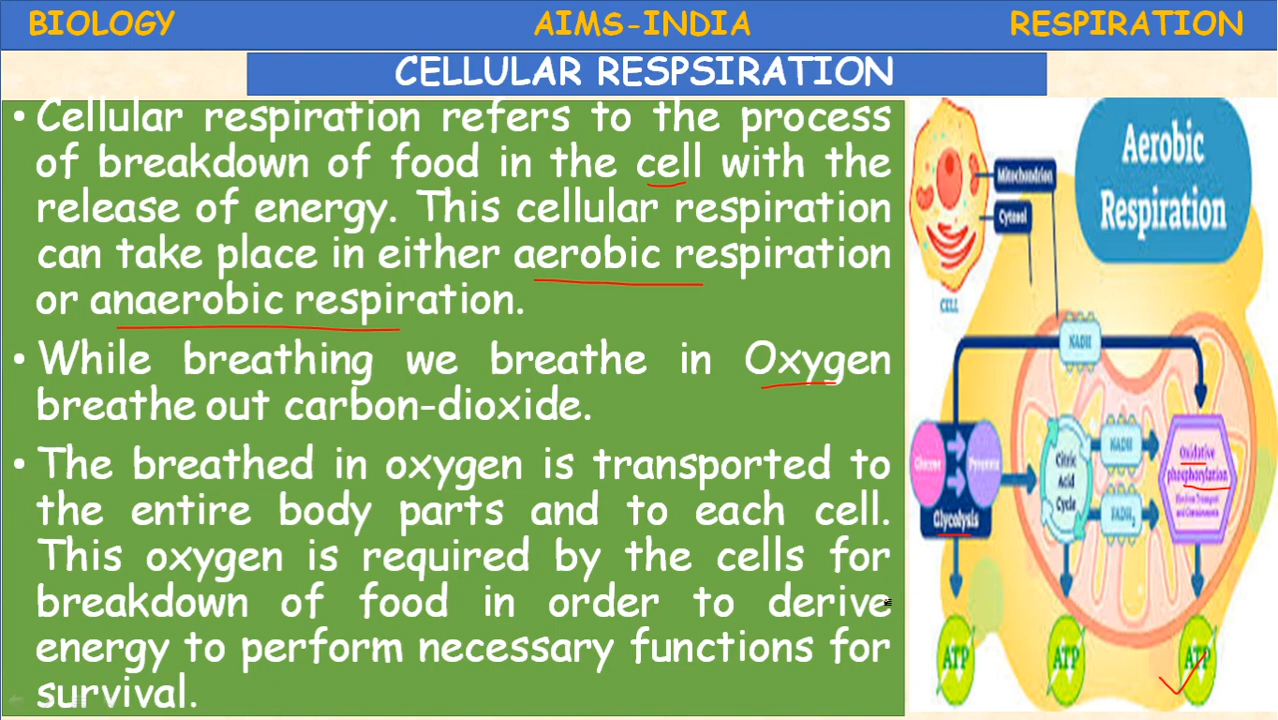 BIOLOGY AIMS-INDIA RESPIRATION
CELLULAR RESPSIRATION
• Cellular respiration refers to the process
of breakdown of food in the cell with the
release of energy. This cellular respiration
can take place in either aerobic respiration
or anaerobic respiration.
• While breathing we breathe in Oxygen
breathe out carbon-dioxide.
• The breathed in oxygen is transported to
the entire body parts and to each cell.
This oxygen is required by the cells for
breakdown of food in order to derive
energy to perform necessary functions for
survival.
Aerobic
Respiration
Mitochondrion
Cytosol
CELL
NADH
Glucose
Pyruvate
Glycolysis
Citric
Acid
Cycle
NADH
FADH2
Oxidative
phosphorylation
Electron Transport
and Chemiosmosis
ATP
ATP
ATP